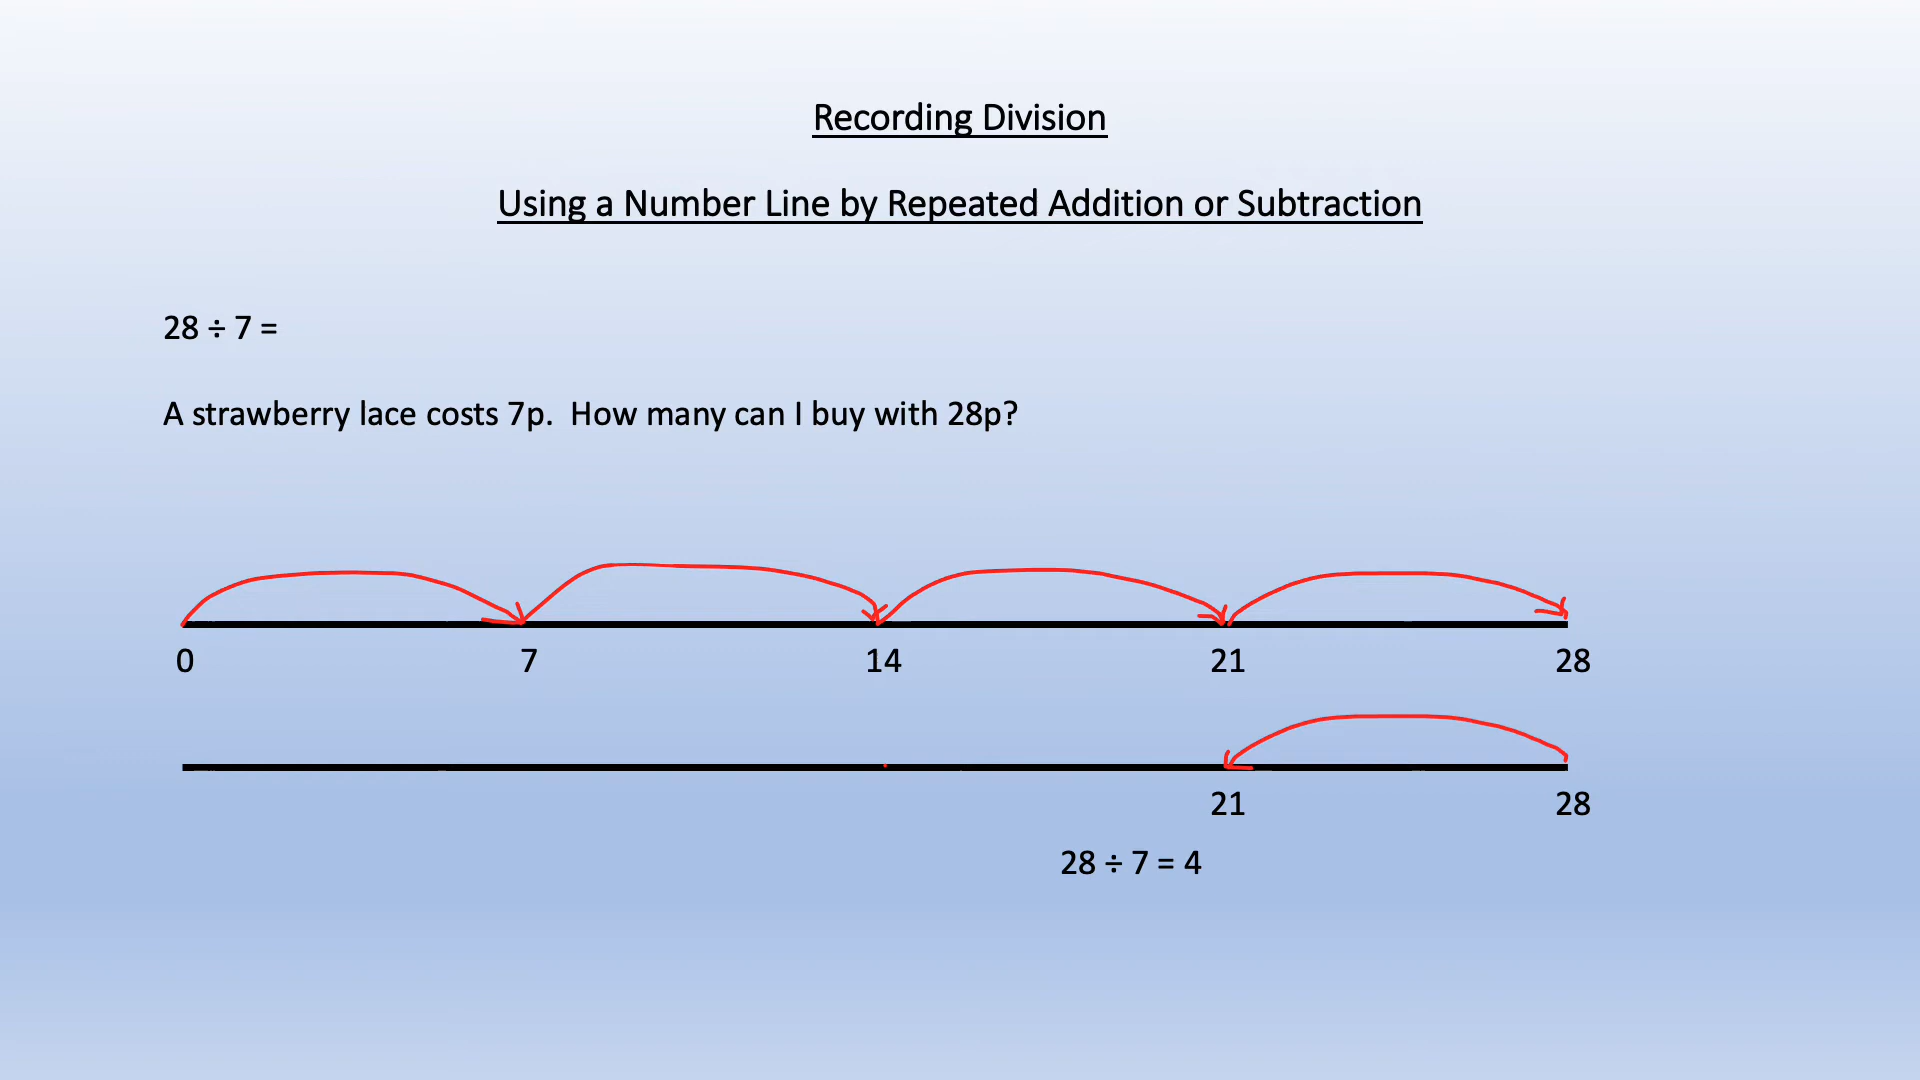 Recording Division
Using a Number Line by Repeated Addition or Subtraction
28 ÷ 7 =
A strawberry lace costs 7p.  How many can I buy with 28p?
0 7 14 21 28
21 28
28 ÷ 7 = 4